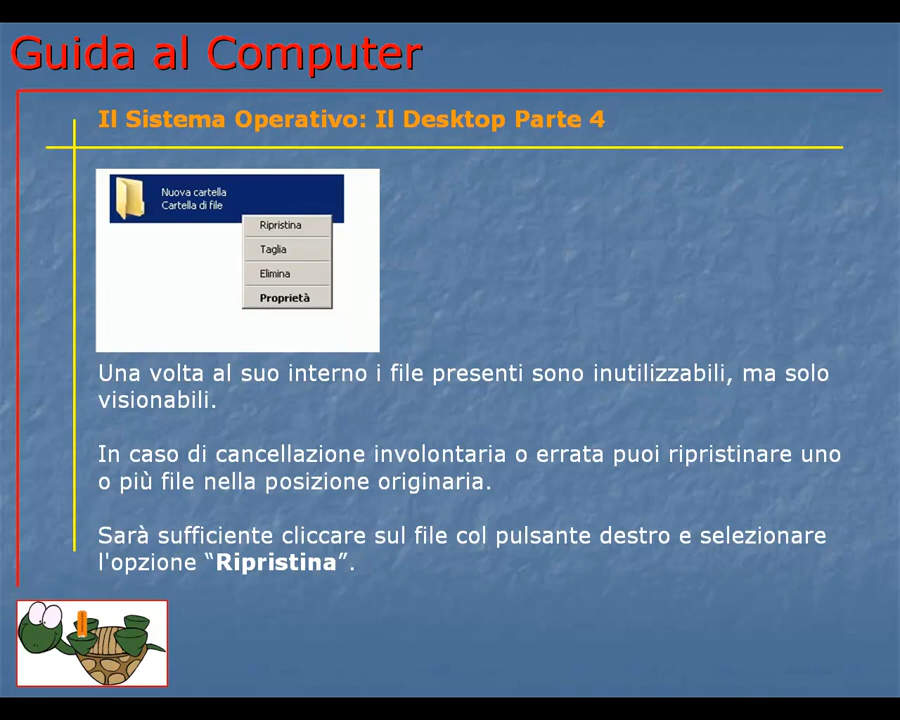 Guida al Computer
Il Sistema Operativo: Il Desktop Parte 4
Nuova cartella
Cartella di file
Ripristina
Taglia
Elimina
Proprietà
Una volta al suo interno i file presenti sono inutilizzabili, ma solo
visionabili.
In caso di cancellazione involontaria o errata puoi ripristinare uno
o più file nella posizione originaria.
Sarà sufficiente cliccare sul file col pulsante destro e selezionare
l'opzione “Ripristina”.